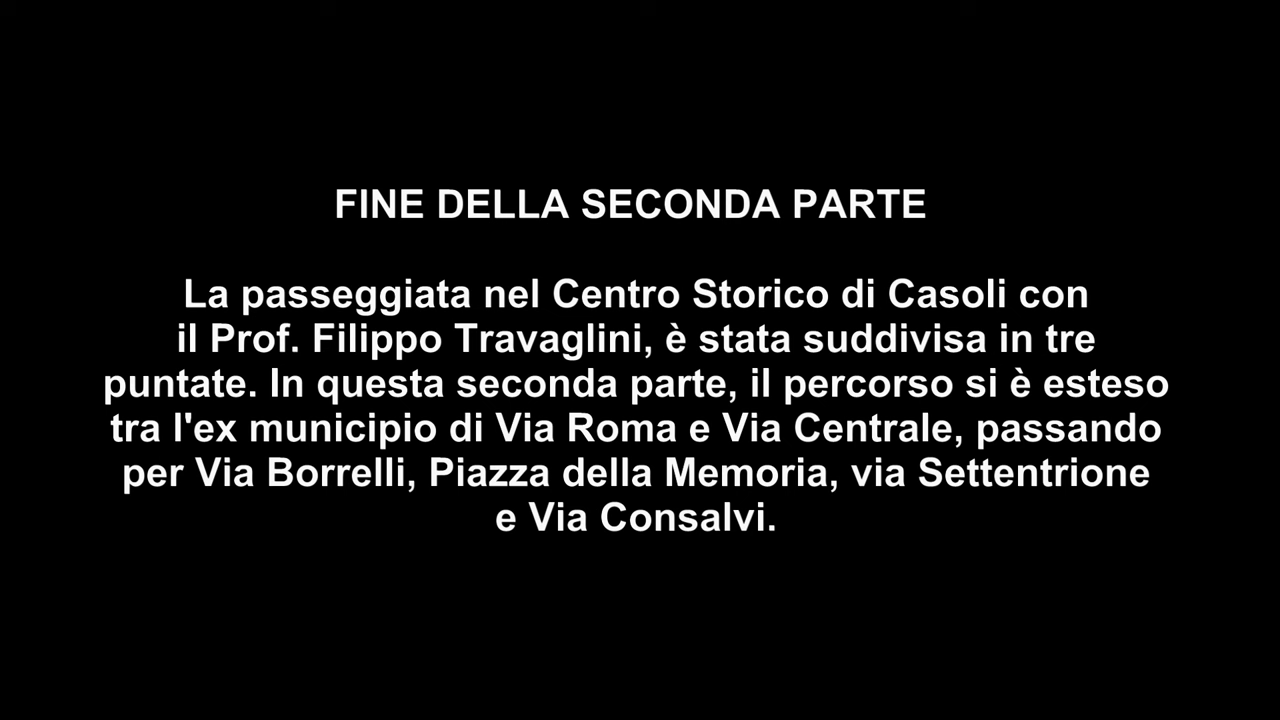 FINE DELLA SECONDA PARTE
La passeggiata nel Centro Storico di Casoli con
il Prof. Filippo Travaglini, è stata suddivisa in tre
puntate. In questa seconda parte, il percorso si è esteso
tra l'ex municipio di Via Roma e Via Centrale, passando
per Via Borrelli, Piazza della Memoria, via Settentrione
e Via Consalvi.